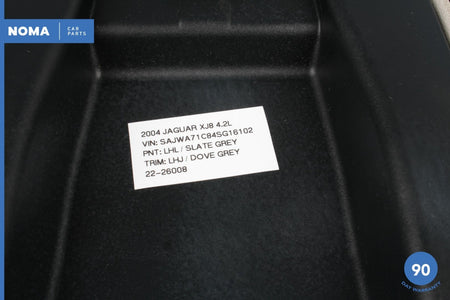 NOMA CAR PARTS
2004 JAGUAR XJ8 4.2L
VIN: SAJWA71C84SG16102
PNT: LHL / SLATE GREY
TRIM: LHJ / DOVE GREY
22-26008
90
DAY WARRANTY